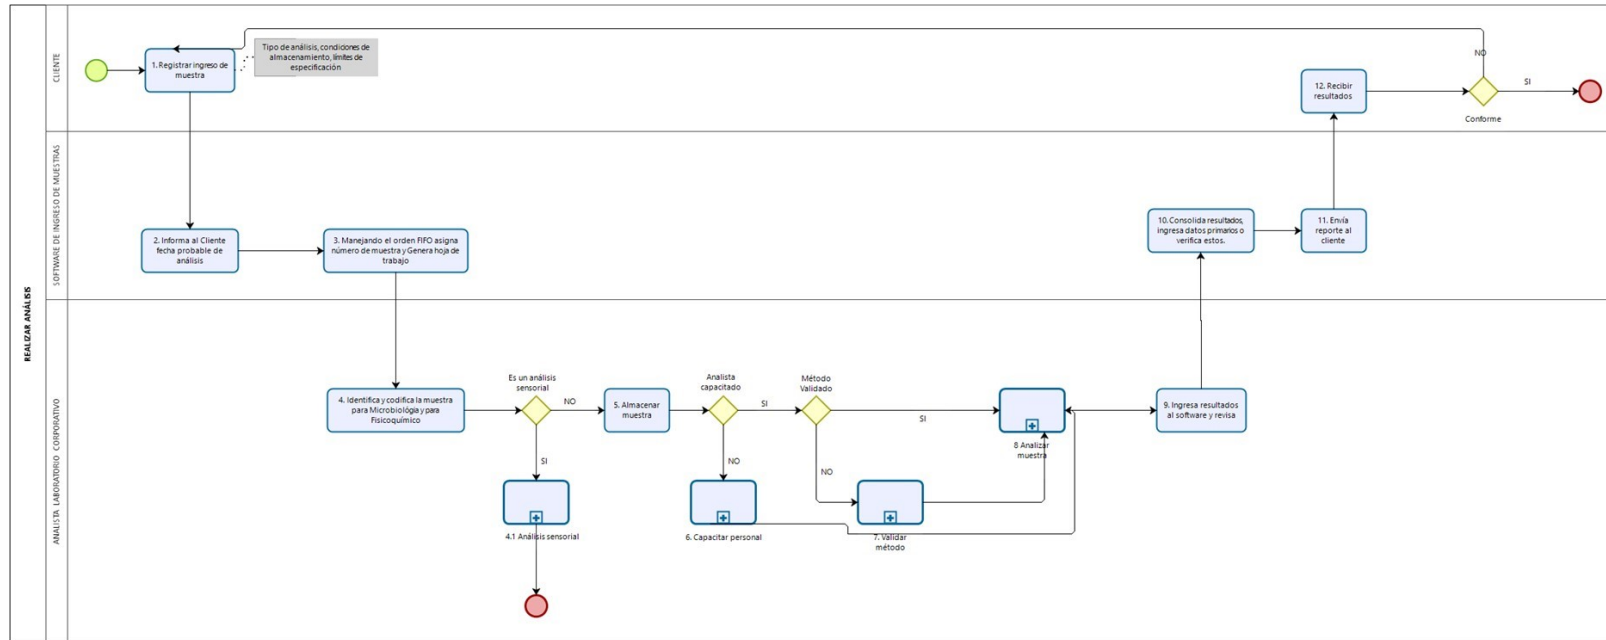 REALIZAR ANÁLISIS
CLIENTE
1. Registrar ingreso de
muestra
Tipo de análisis, condiciones de
almacenamiento, límites de
especificación
12. Recibir
resultados
NO
SI
Conforme
SOFTWARE DE INGRESO DE MUESTRAS
2. Informa al Cliente
fecha probable de
análisis
3. Manejando el orden FIFO asigna
número de muestra y Genera hoja de
trabajo
10. Consolida resultados,
ingresa datos primarios o
verifica estos.
11. Envía
reporte al
cliente
ANALISTA LABORATORIO CORPORATIVO
4. Identifica y codifica la muestra
para Microbiológia y para
Fisicoquímico
Es un análisis
sensorial
NO
SI
4.1 Análisis sensorial
5. Almacenar
muestra
Analista
capacitado
SI
NO
6. Capacitar personal
Método
Validado
SI
NO
7. Validar
método
8 Analizar
muestra
9. Ingresa resultados
al software y revisa